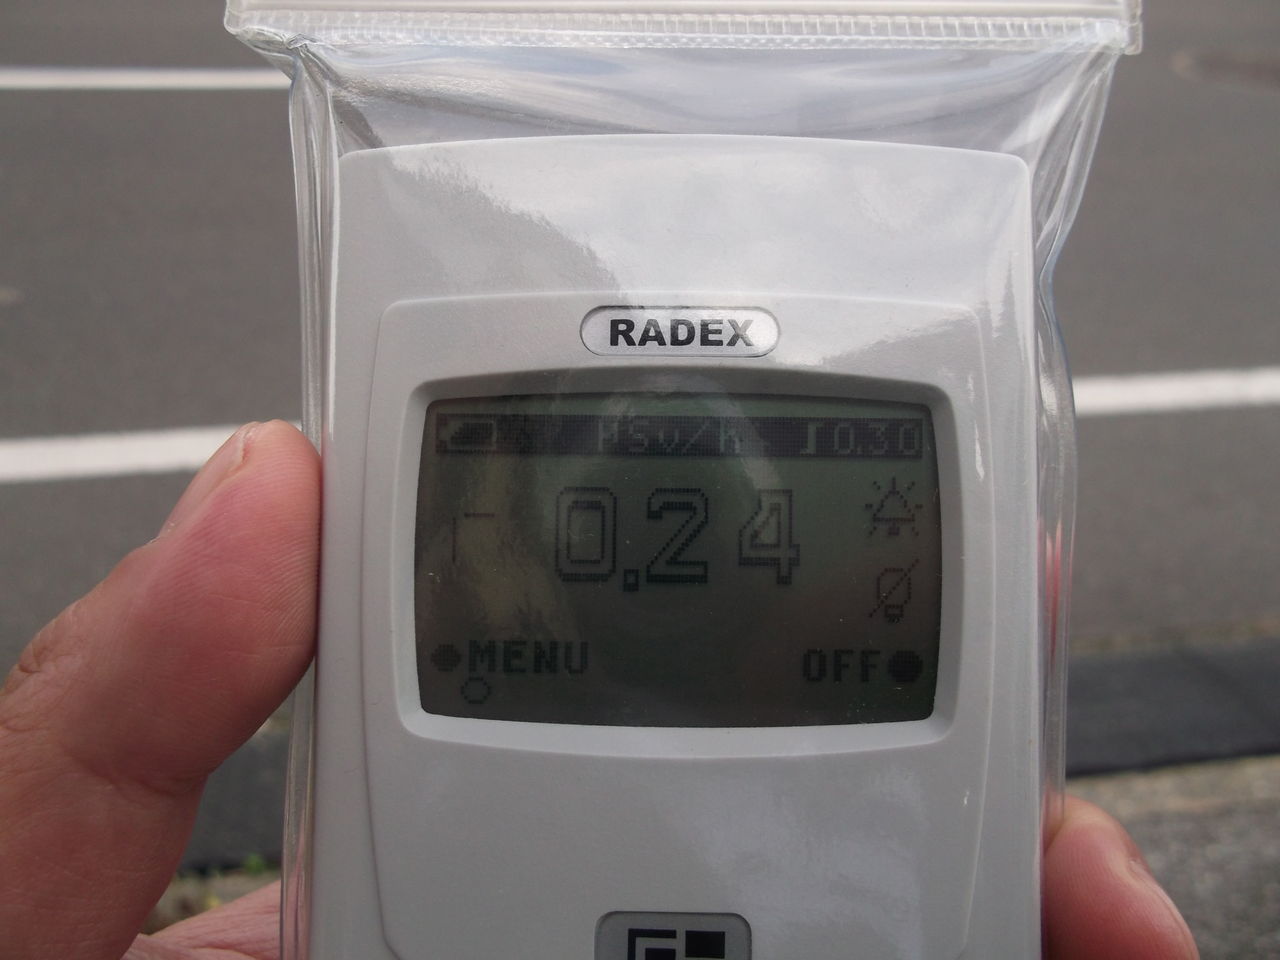 RADEX
µSv/h 0.30
0.24
MENU OFF